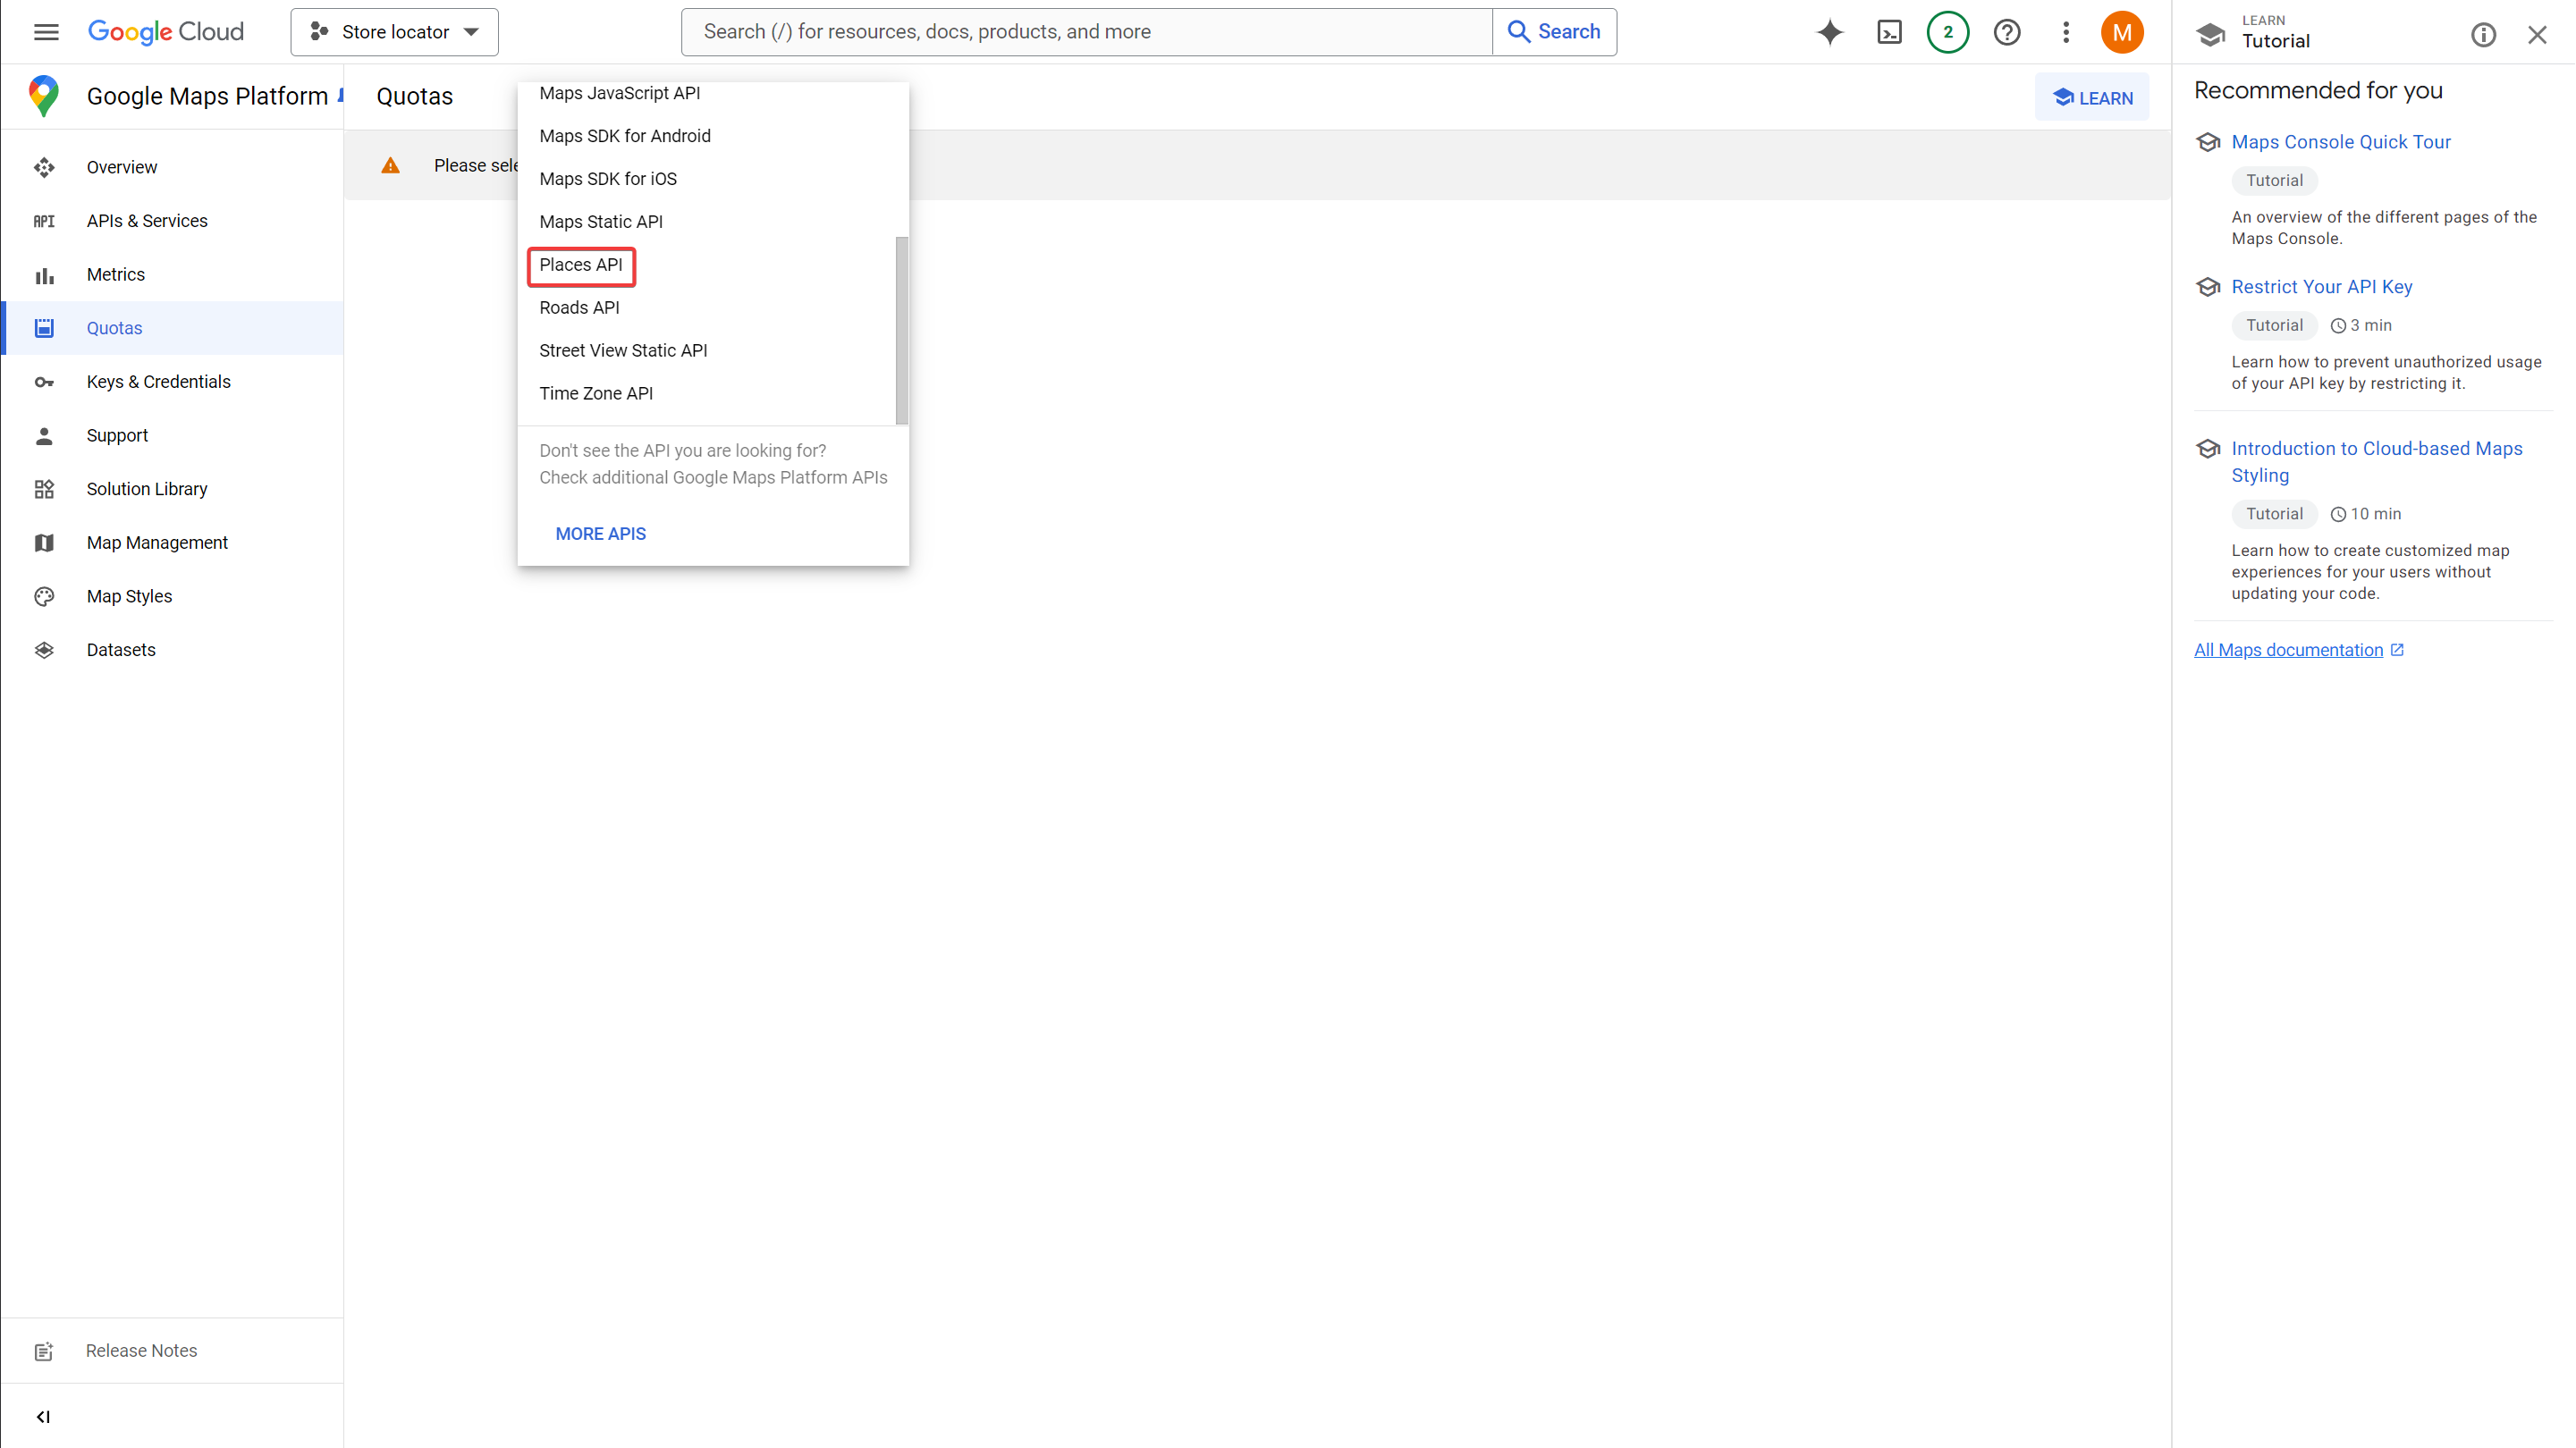 Google Cloud
Store locator
Search (/) for resources, docs, products, and more
Search
2
M
LEARN
Tutorial
Google Maps Platform
Overview
API
APIs & Services
Metrics
Quotas
Keys & Credentials
Support
Solution Library
Map Management
Map Styles
Datasets
Release Notes
Quotas
LEARN
Please sele
Maps JavaScript API
Maps SDK for Android
Maps SDK for iOS
Maps Static API
Places API
Roads API
Street View Static API
Time Zone API
Don't see the API you are looking for?
Check additional Google Maps Platform APIs
MORE APIS
Recommended for you
Maps Console Quick Tour
Tutorial
An overview of the different pages of the
Maps Console.
Restrict Your API Key
Tutorial 3 min
Learn how to prevent unauthorized usage
of your API key by restricting it.
Introduction to Cloud-based Maps
Styling
Tutorial 10 min
Learn how to create customized map
experiences for your users without
updating your code.
All Maps documentation